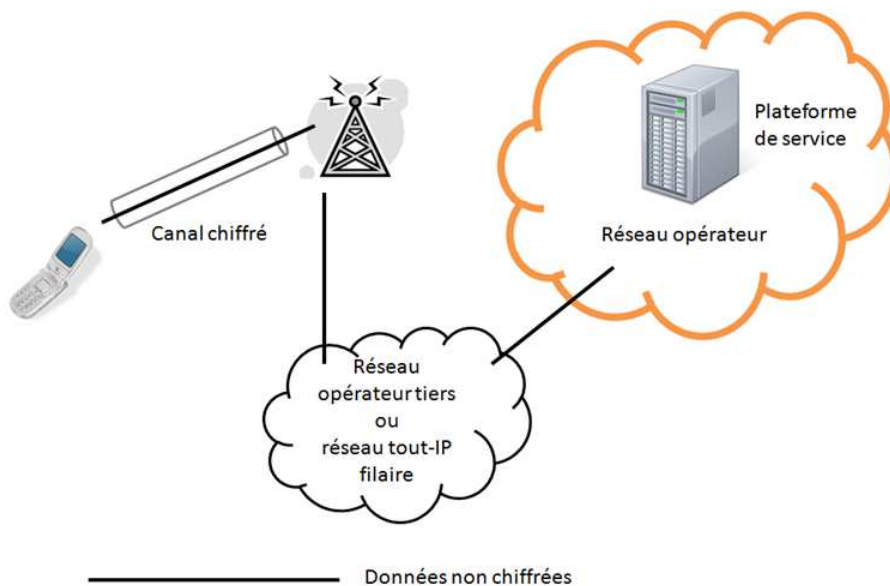 Plateforme
de service
Canal chiffré
Réseau opérateur
Réseau
opérateur tiers
ou
réseau tout-IP
filaire
Données non chiffrées